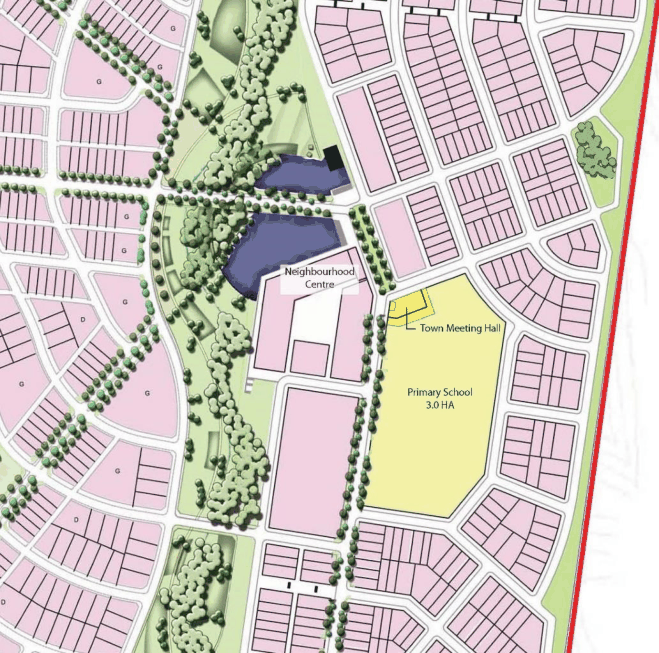 G
G
G
G
Neighbourhood
Centre
G
D
Town Meeting Hall
G
G
Primary School
3.0 HA
G
D
D